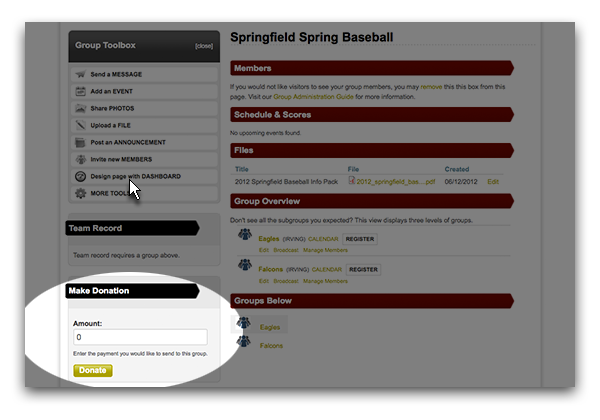 Group Toolbox [close]
Send a MESSAGE
Add an EVENT
Share PHOTOS
Upload a FILE
Post an ANNOUNCEMENT
Invite new MEMBERS
Design page with DASHBOARD
MORE TOOL
Team Record
Team record requires a group above.
Make Donation
Amount:
0
Enter the payment you would like to send to this group.
Donate
Springfield Spring Baseball
Members
If you would not like visitors to see your group members, you may remove this this box from this
page. Visit our Group Administration Guide for more information.
Schedule & Scores
No upcoming events found.
Files
Title File Created
2012 Springfield Baseball Info Pack 2012_springfield_bas....pdf 06/12/2012 Edit
Group Overview
Don't see all the subgroups you expected? This view displays three levels of groups.
Eagles (IRVING) CALENDAR REGISTER
Edit Broadcast Manage Members
Falcons (IRVING) CALENDAR REGISTER
Edit Broadcast Manage Members
Groups Below
Eagles
Falcons